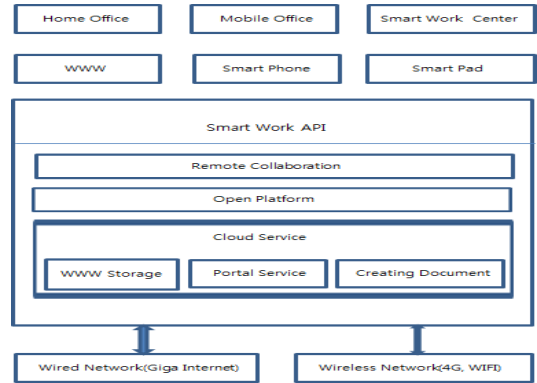 Home Office
Mobile Office
Smart Work Center
WWW
Smart Phone
Smart Pad
Smart Work API
Remote Collaboration
Open Platform
Cloud Service
WWW Storage
Portal Service
Creating Document
Wired Network(Giga Internet)
Wireless Network(4G, WIFI)